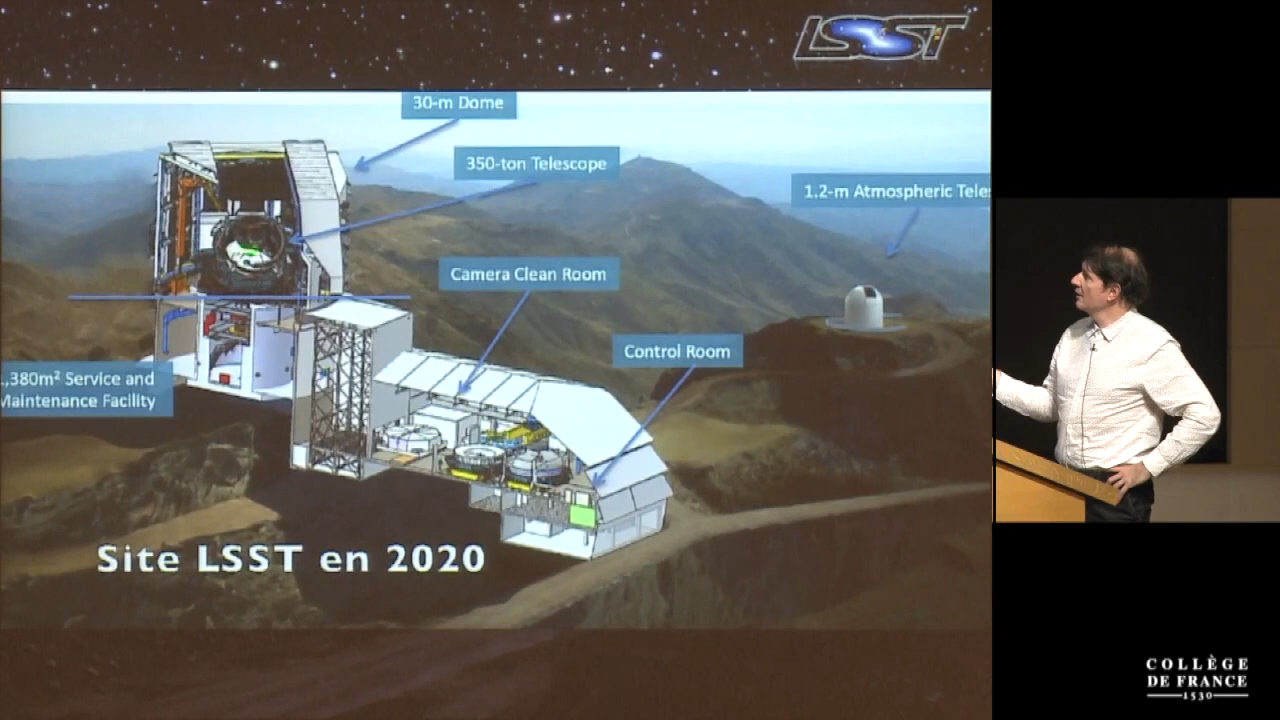 LSST
30-m Dome
350-ton Telescope
1.2-m Atmospheric
Camera Clean Room
Control Room
,380m² Service and
Maintenance Facility
Site LSST en 2020
COLLÈGE
DE FRANCE
1530